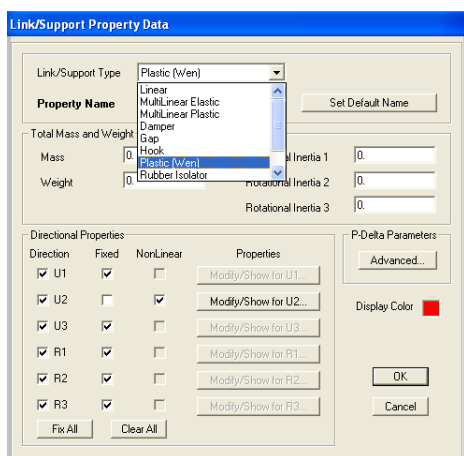 Link/Support Property Data
Link/Support Type
Plastic (Wen)
Linear
MultiLinear Elastic
MultiLinear Plastic
Damper
Gap
Hook
Plastic (Wen)
Rubber Isolator
Property Name
Set Default Name
Total Mass and Weight
Mass
0.
Weight
0.
al Inertia 1
0.
Rotational Inertia 2
0.
Rotational Inertia 3
0.
Directional Properties
Direction Fixed NonLinear Properties
U1 Modify/Show for U1...
U2 Modify/Show for U2...
U3 Modify/Show for U3...
R1 Modify/Show for R1...
R2 Modify/Show for R2...
R3 Modify/Show for R3...
Fix All Clear All
P-Delta Parameters
Advanced...
Display Color
OK
Cancel